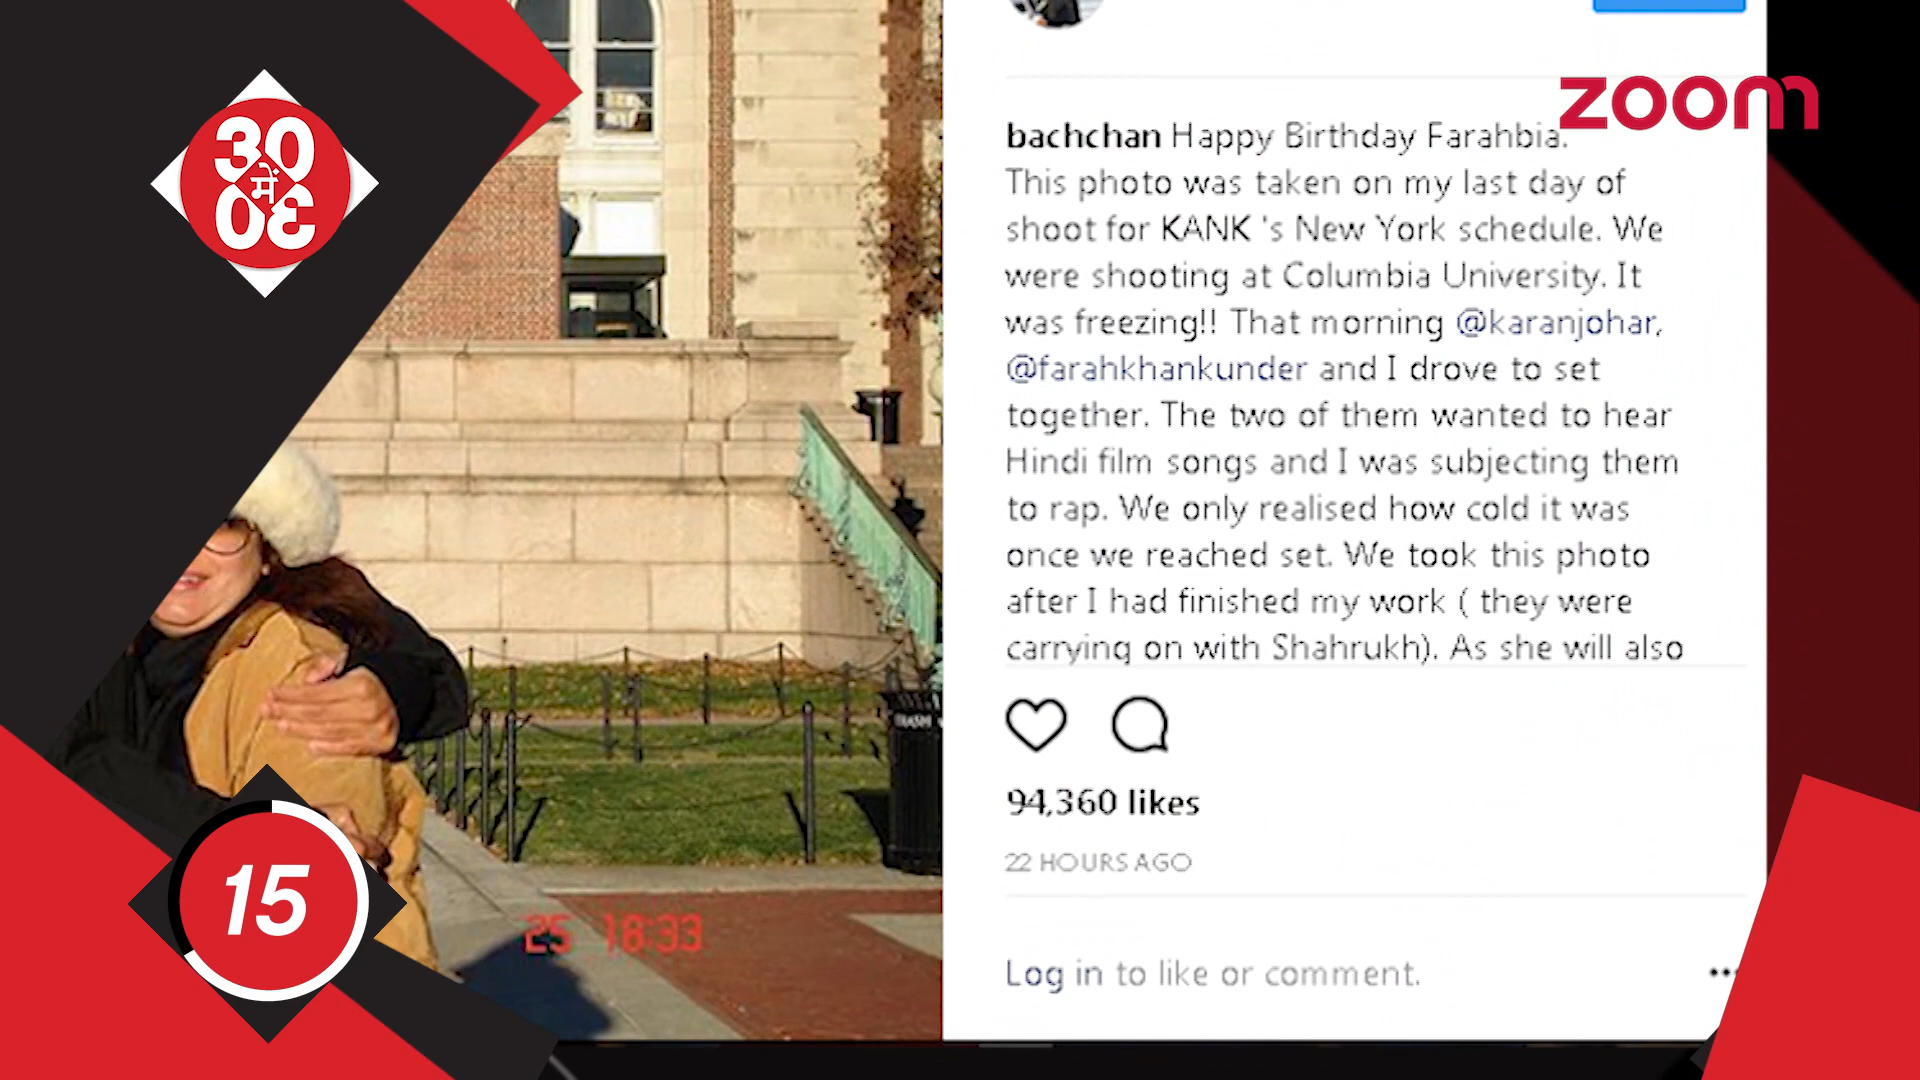 30
में
30
zoom
bachchan Happy Birthday Farahbia.
This photo was taken on my last day of
shoot for KANK 's New York schedule. We
were shooting at Columbia University. It
was freezing!! That morning @karanjohar,
@farahkhankunder and I drove to set
together. The two of them wanted to hear
Hindi film songs and I was subjecting them
to rap. We only realised how cold it was
once we reached set. We took this photo
after I had finished my work ( they were
carrying on with Shahrukh). As she will also
94,360 likes
22 HOURS AGO
Log in to like or comment.
15
25 18:33
TRASH